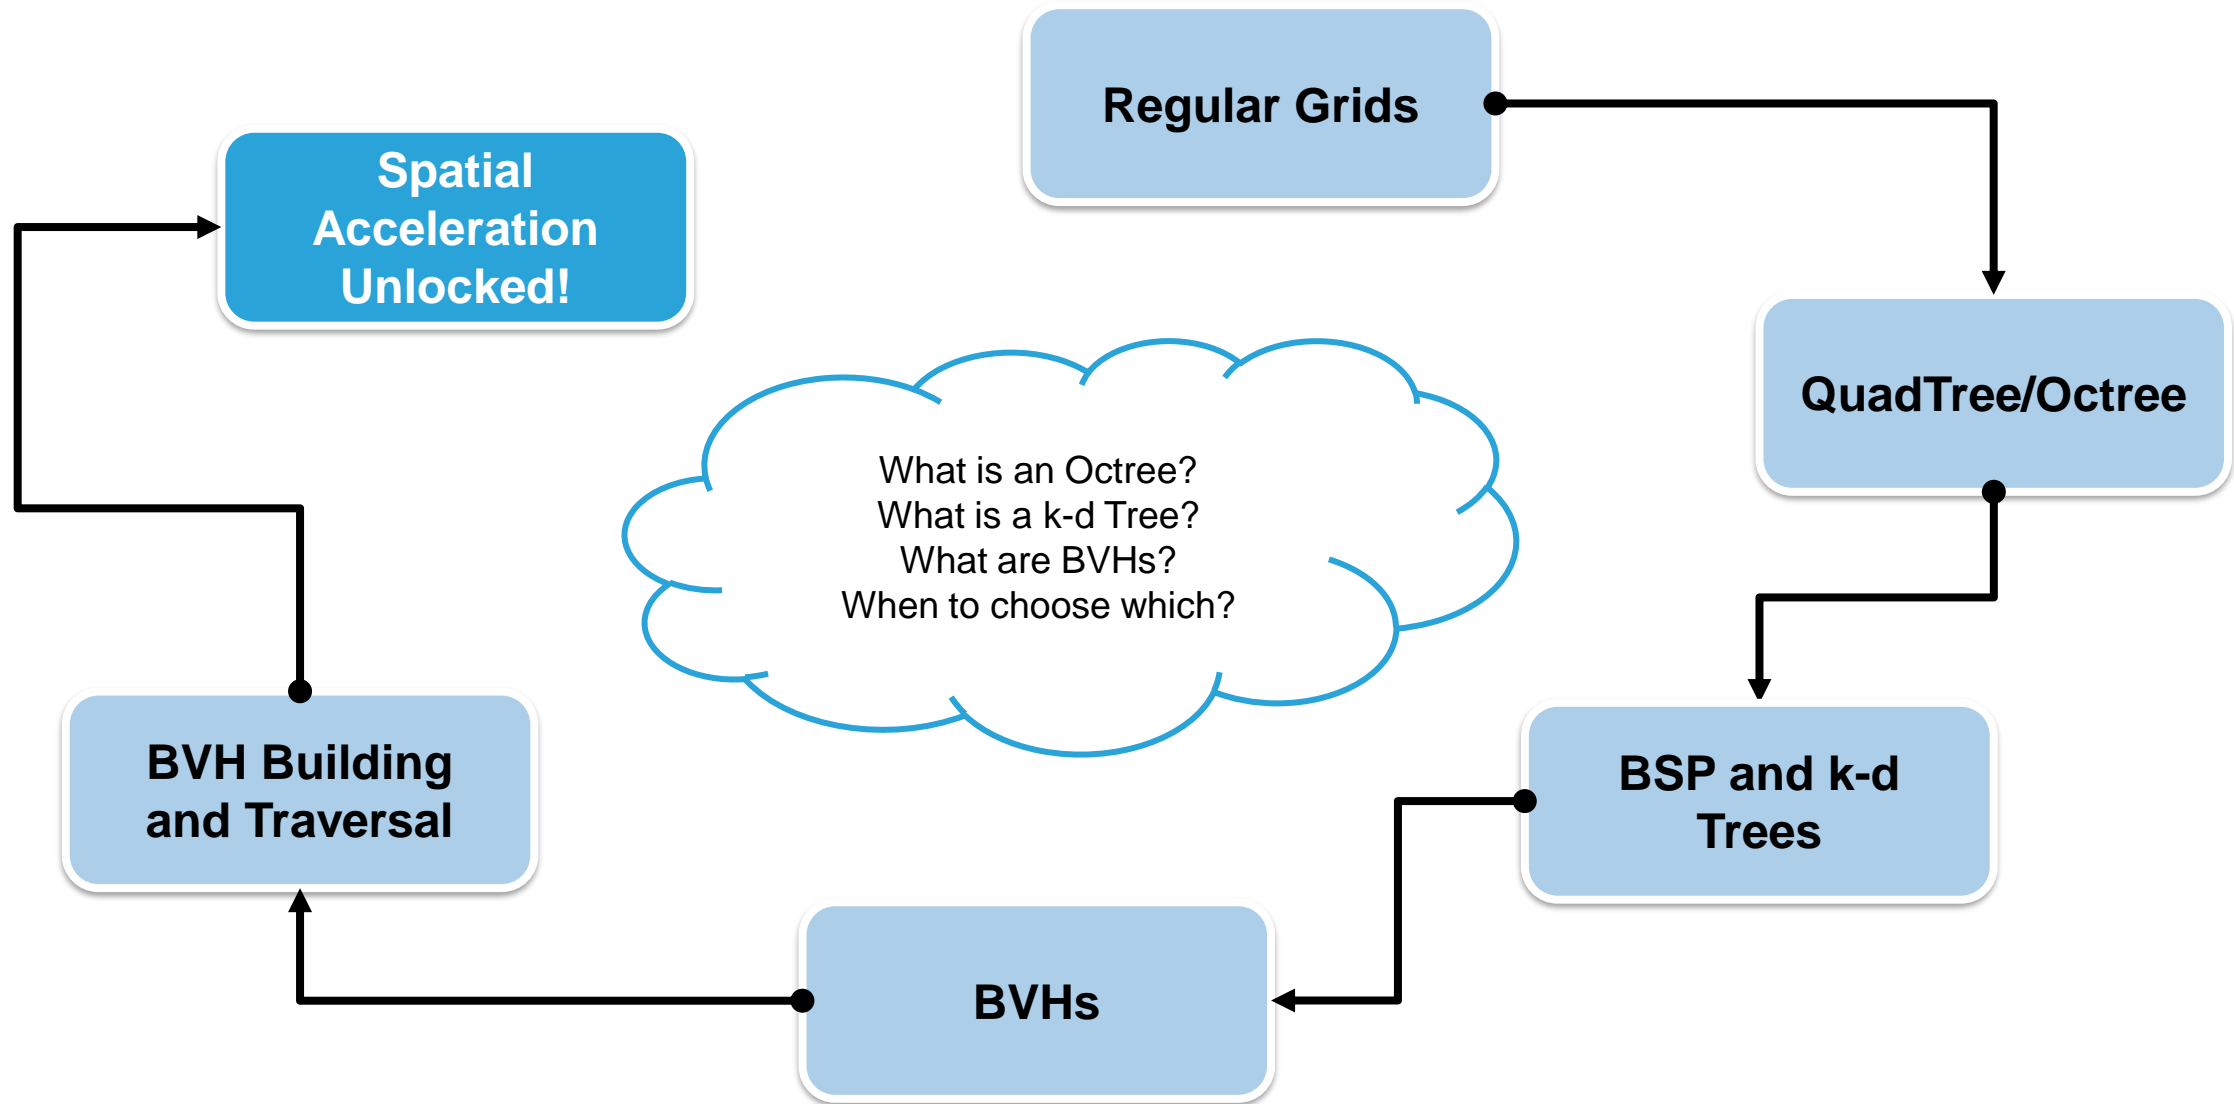 Regular Grids
Spatial
Acceleration
Unlocked!
QuadTree/Octree
What is an Octree?
What is a k-d Tree?
What are BVHs?
When to choose which?
BVH Building
and Traversal
BSP and k-d
Trees
BVHs